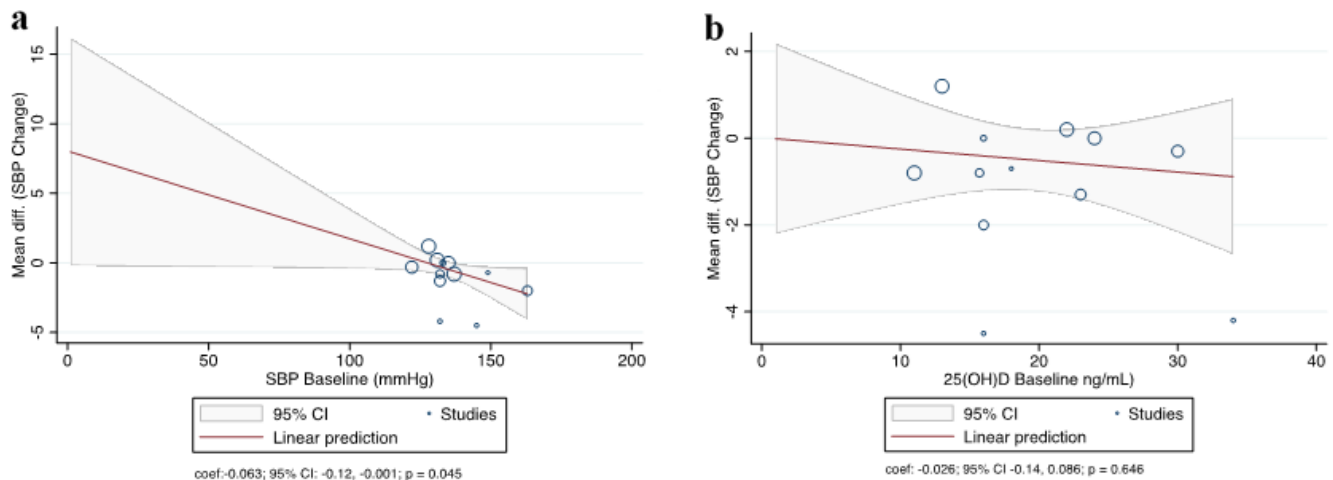 a
15
10
5
0
-5
Mean diff. (SBP Change)
0
50
100
150
200
SBP Baseline (mmHg)
95% CI
Studies
Linear prediction
coef:-0.063; 95% CI: -0.12, -0.001; p = 0.045
b
2
0
-2
-4
Mean diff. (SBP Change)
0
10
20
30
40
25(OH)D Baseline ng/mL)
95% CI
Studies
Linear prediction
coef: -0.026; 95% CI -0.14, 0.086; p = 0.646